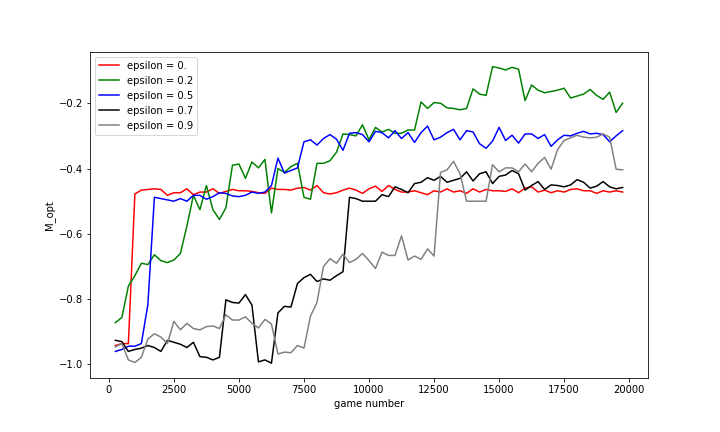 epsilon = 0.
epsilon = 0.2
epsilon = 0.5
epsilon = 0.7
epsilon = 0.9
−0.2
−0.4
−0.6
−0.8
−1.0
M_opt
0
2500
5000
7500
10000
12500
15000
17500
20000
game number